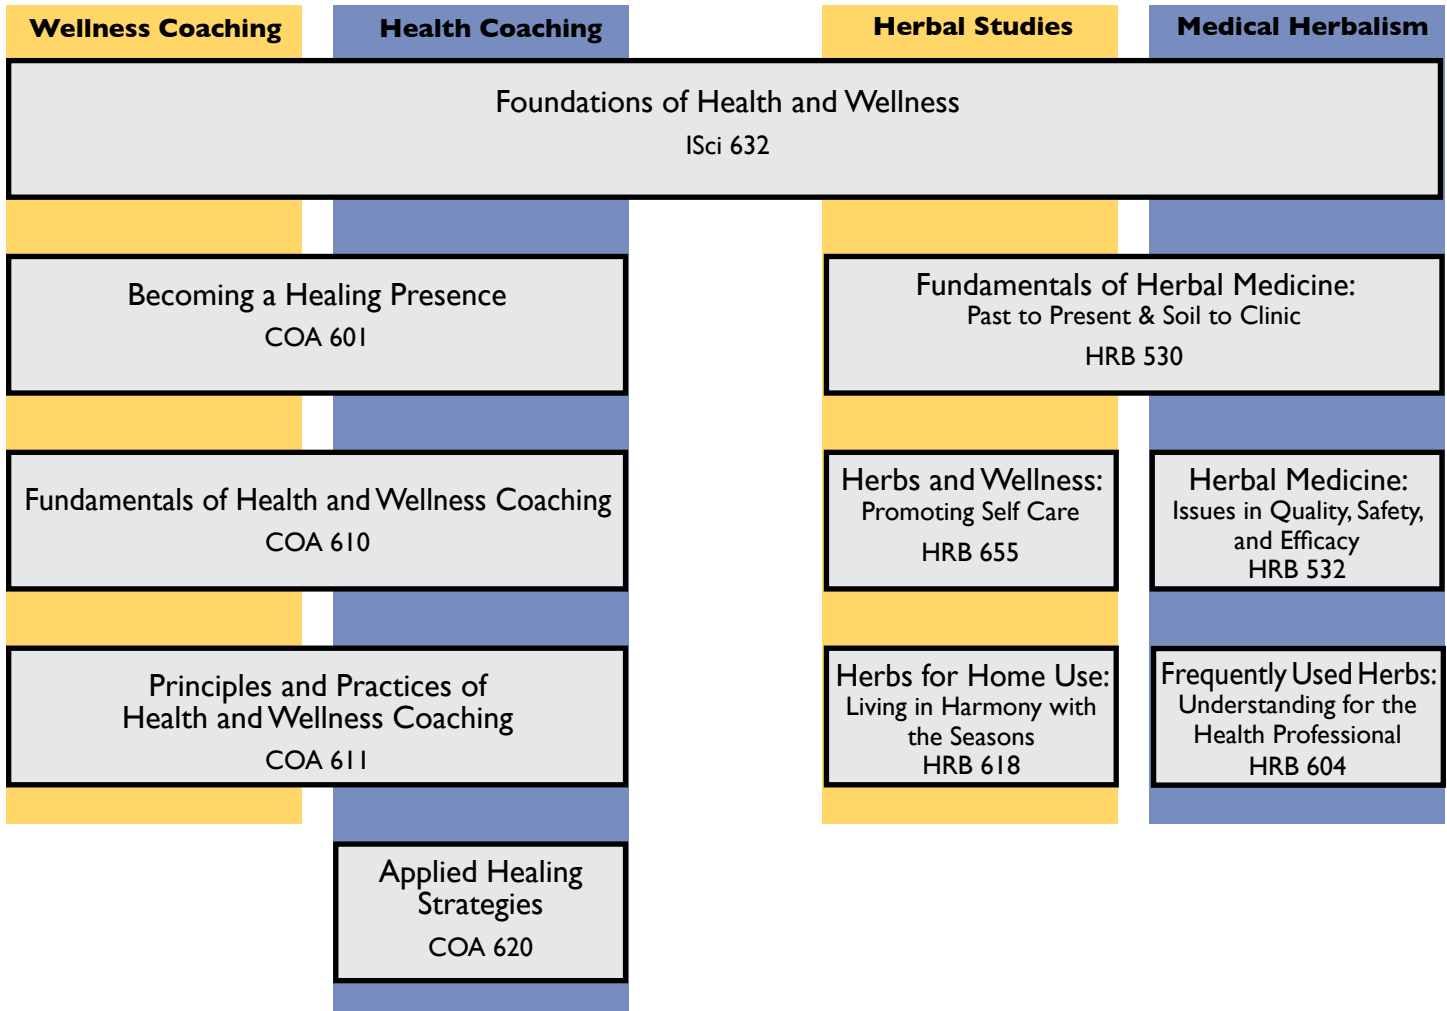 Wellness Coaching
Health Coaching
Herbal Studies
Medical Herbalism
Foundations of Health and Wellness
ISci 632
Becoming a Healing Presence
COA 601
Fundamentals of Herbal Medicine:
Past to Present & Soil to Clinic
HRB 530
Fundamentals of Health and Wellness Coaching
COA 610
Herbs and Wellness:
Promoting Self Care
HRB 655
Herbal Medicine:
Issues in Quality, Safety,
and Efficacy
HRB 532
Principles and Practices of
Health and Wellness Coaching
COA 611
Herbs for Home Use:
Living in Harmony with
the Seasons
HRB 618
Frequently Used Herbs:
Understanding for the
Health Professional
HRB 604
Applied Healing
Strategies
COA 620